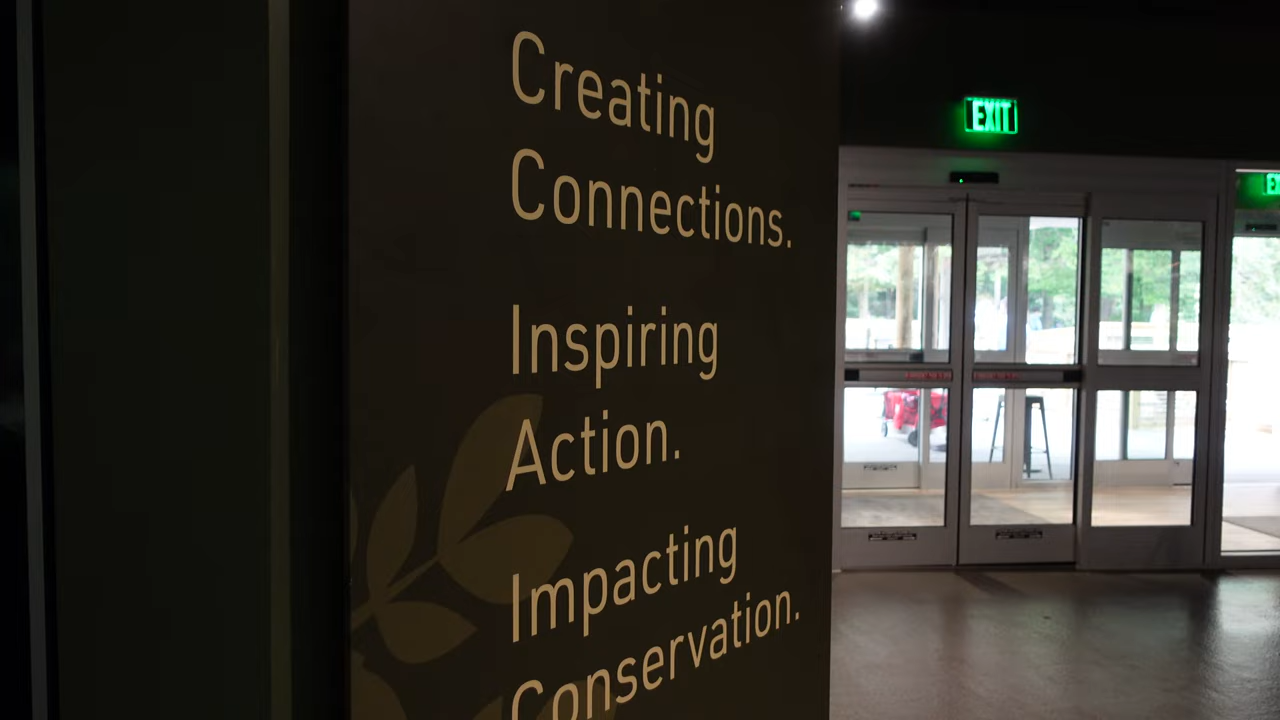 Creating
Connections.
Inspiring
Action.
Impacting
Conservation.
EXIT